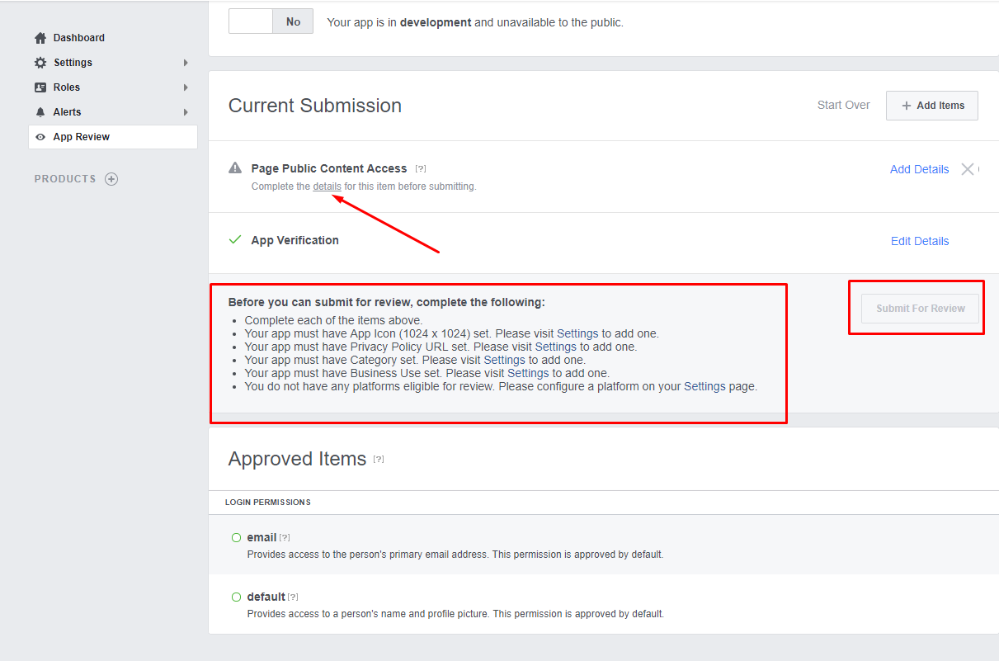 No
Your app is in development and unavailable to the public.
Dashboard
Settings
Roles
Alerts
App Review
PRODUCTS
Current Submission
Start Over
+ Add Items
Page Public Content Access [?]
Add Details
Complete the details for this item before submitting.
App Verification
Edit Details
Before you can submit for review, complete the following:
• Complete each of the items above.
• Your app must have App Icon (1024 x 1024) set. Please visit Settings to add one.
• Your app must have Privacy Policy URL set. Please visit Settings to add one.
• Your app must have Category set. Please visit Settings to add one.
• Your app must have Business Use set. Please visit Settings to add one.
• You do not have any platforms eligible for review. Please configure a platform on your Settings page.
Submit For Review
Approved Items [?]
LOGIN PERMISSIONS
email [?]
Provides access to the person's primary email address. This permission is approved by default.
default [?]
Provides access to a person's name and profile picture. This permission is approved by default.